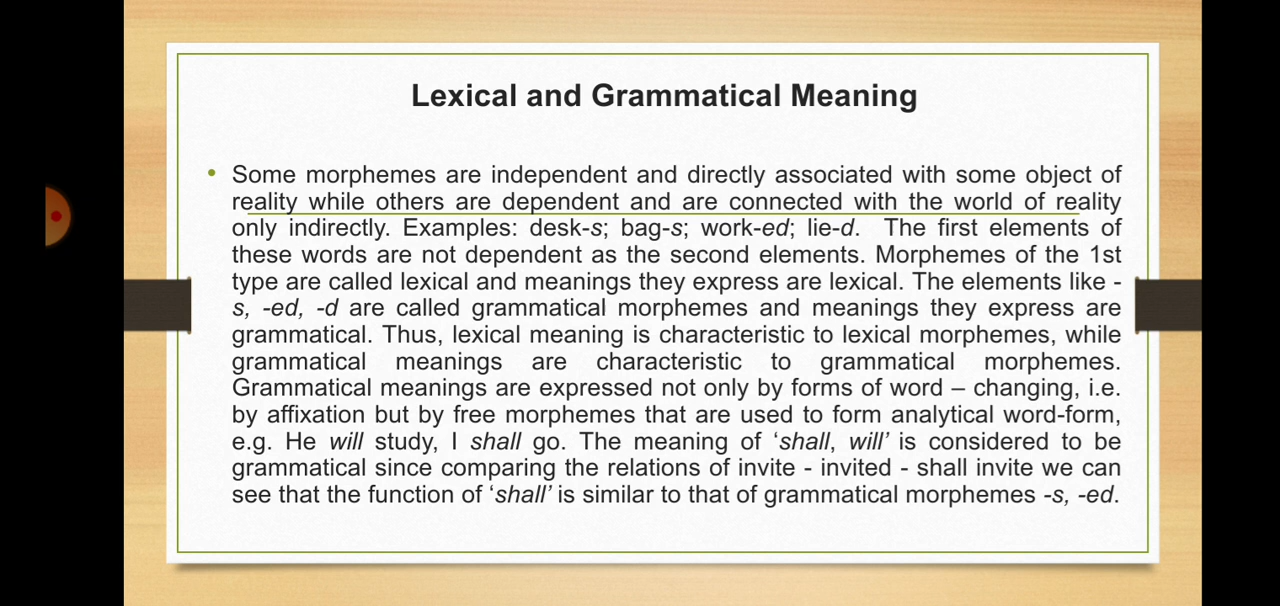 Lexical and Grammatical Meaning
• Some morphemes are independent and directly associated with some object of
reality while others are dependent and are connected with the world of reality
only indirectly. Examples: desk-s; bag-s; work-ed; lie-d. The first elements of
these words are not dependent as the second elements. Morphemes of the 1st
type are called lexical and meanings they express are lexical. The elements like -
s, -ed, -d are called grammatical morphemes and meanings they express are
grammatical. Thus, lexical meaning is characteristic to lexical morphemes, while
grammatical meanings are characteristic to grammatical morphemes.
Grammatical meanings are expressed not only by forms of word – changing, i.e.
by affixation but by free morphemes that are used to form analytical word-form,
e.g. He will study, I shall go. The meaning of ‘shall, will’ is considered to be
grammatical since comparing the relations of invite - invited - shall invite we can
see that the function of ‘shall’ is similar to that of grammatical morphemes -s, -ed.